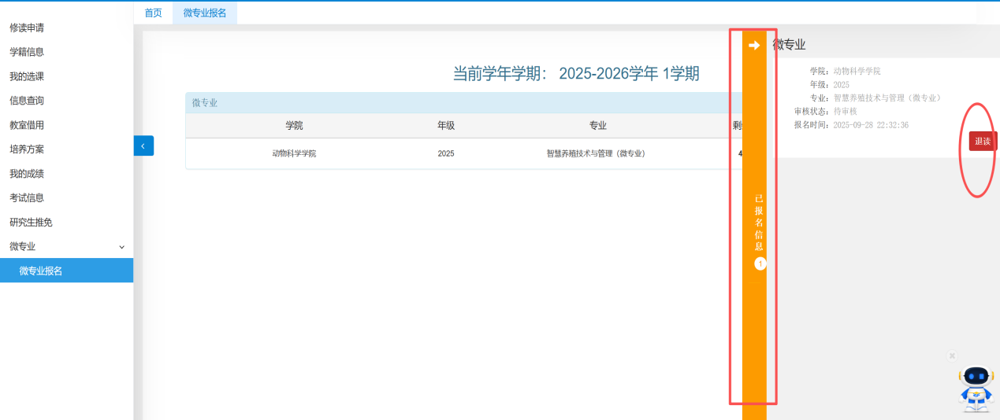 首页 微专业报名
修读申请
学籍信息
我的选课
信息查询
教室借用
培养方案
我的成绩
考试信息
研究生推免
微专业
微专业报名
当前学年学期： 2025-2026学年 1学期
微专业
学院 年级 专业
动物科学学院 2025 智慧养殖技术与管理（微专业） 4
已报名信息 1
微专业
学院：动物科学学院
年级：2025
专业：智慧养殖技术与管理（微专业）
审核状态：待审核
报名时间：2025-09-28 22:32:36
退读